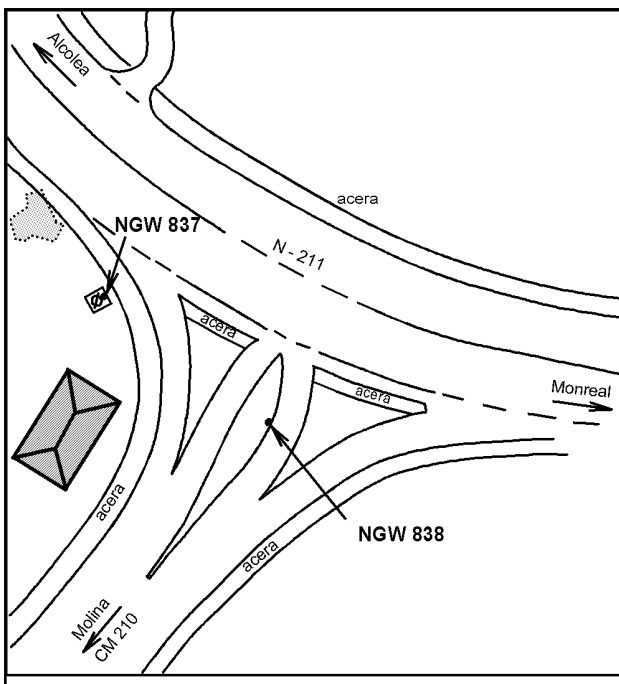 Alcolea
acera
NGW 837
N - 211
acera
acera
Monreal
acera
NGW 838
acera
Molina
CM 210